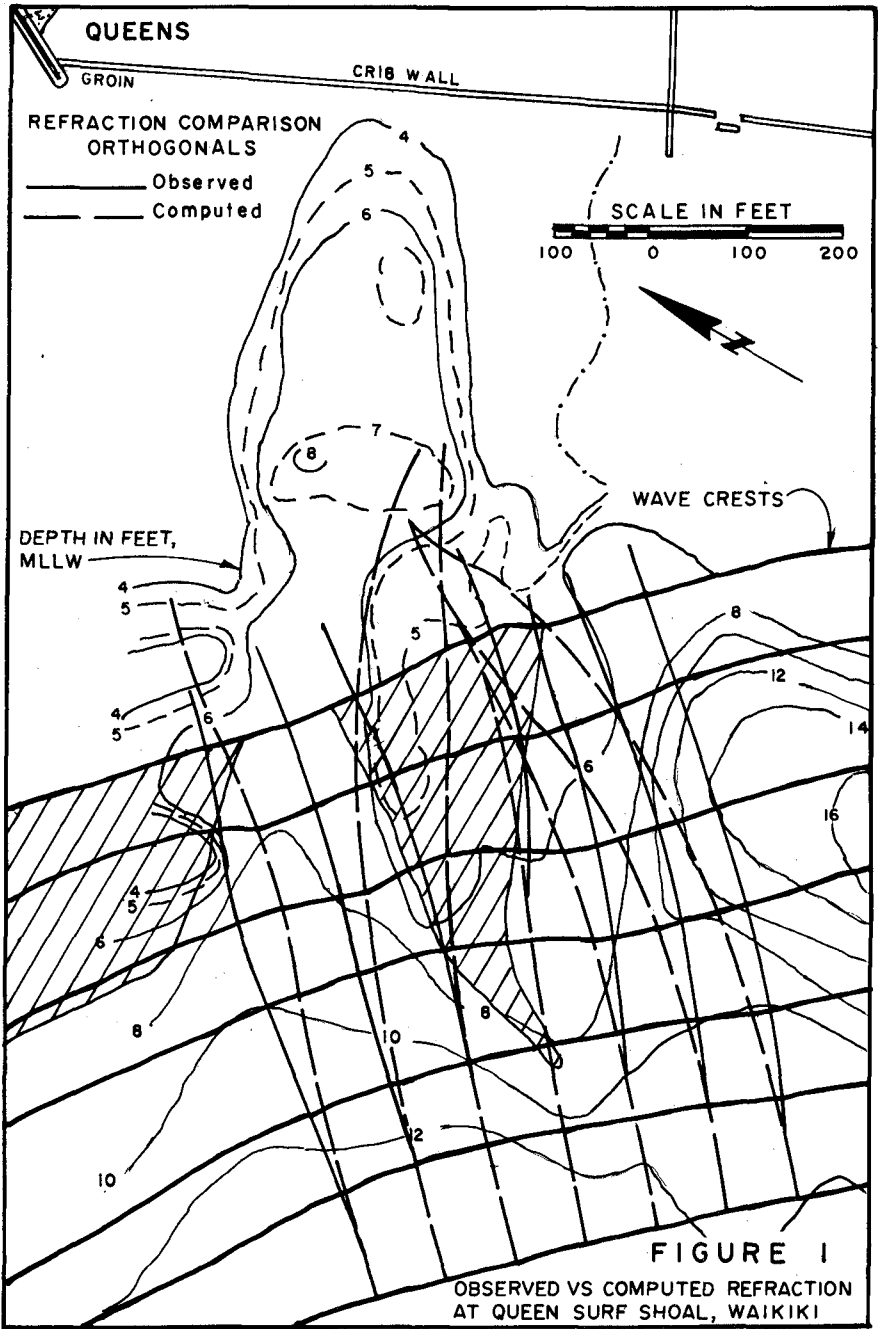 QUEENS
GROIN
CRIB WALL
REFRACTION COMPARISON
ORTHOGONALS
Observed
Computed
4
5
6
SCALE IN FEET
100 0 100 200
N
7
8
WAVE CRESTS
DEPTH IN FEET,
MLLW
4
5
5
8
12
4
5
6
14
6
16
4
5
6
8
8
10
12
10
FIGURE 1
OBSERVED VS COMPUTED REFRACTION
AT QUEEN SURF SHOAL, WAIKIKI